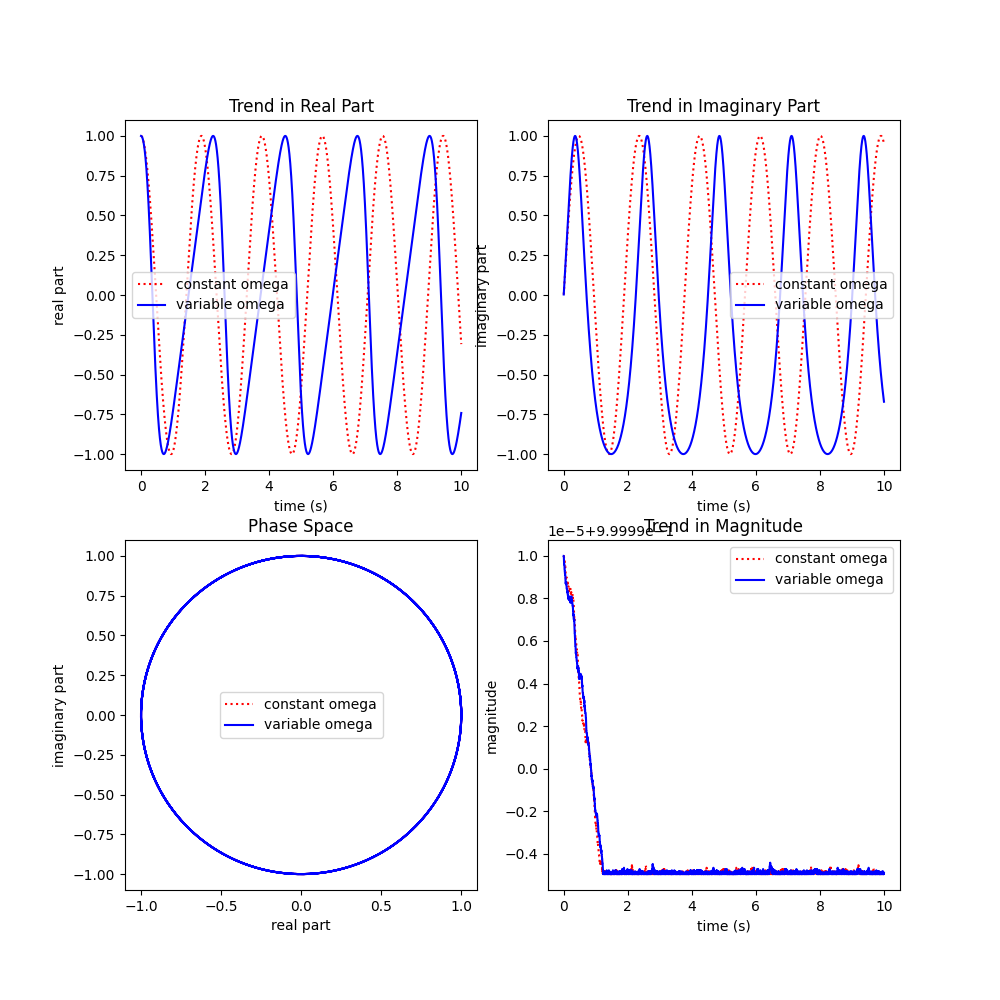 Trend in Real Part
1.00
0.75
0.50
0.25
0.00
−0.25
−0.50
−0.75
−1.00
real part
constant omega
variable omega
0 2 4 6 8 10
time (s)
Trend in Imaginary Part
1.00
0.75
0.50
0.25
0.00
−0.25
−0.50
−0.75
−1.00
imaginary part
constant omega
variable omega
0 2 4 6 8 10
time (s)
Phase Space
1.00
0.75
0.50
0.25
0.00
−0.25
−0.50
−0.75
−1.00
imaginary part
constant omega
variable omega
−1.0 −0.5 0.0 0.5 1.0
real part
1e−5+9.9999e−1
Trend in Magnitude
1.0
0.8
0.6
0.4
0.2
0.0
−0.2
−0.4
magnitude
constant omega
variable omega
0 2 4 6 8 10
time (s)